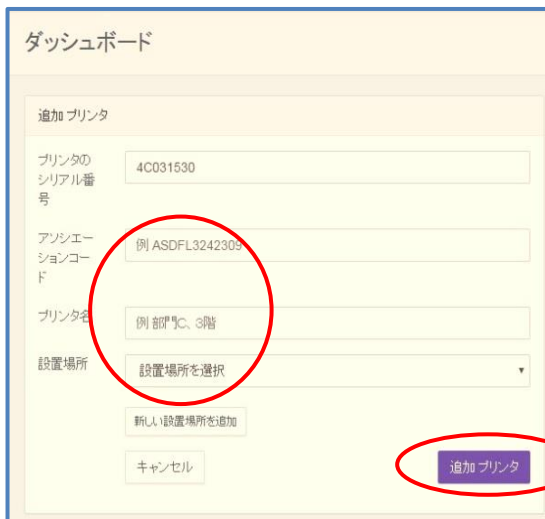 ダッシュボード
追加 プリンタ
プリンタの
シリアル番
号
4C031530
アソシエー
ションコー
ド
例 ASDFL3242309
プリンタ名
例 部門C、3階
設置場所
設置場所を選択
新しい設置場所を追加
キャンセル
追加 プリンタ